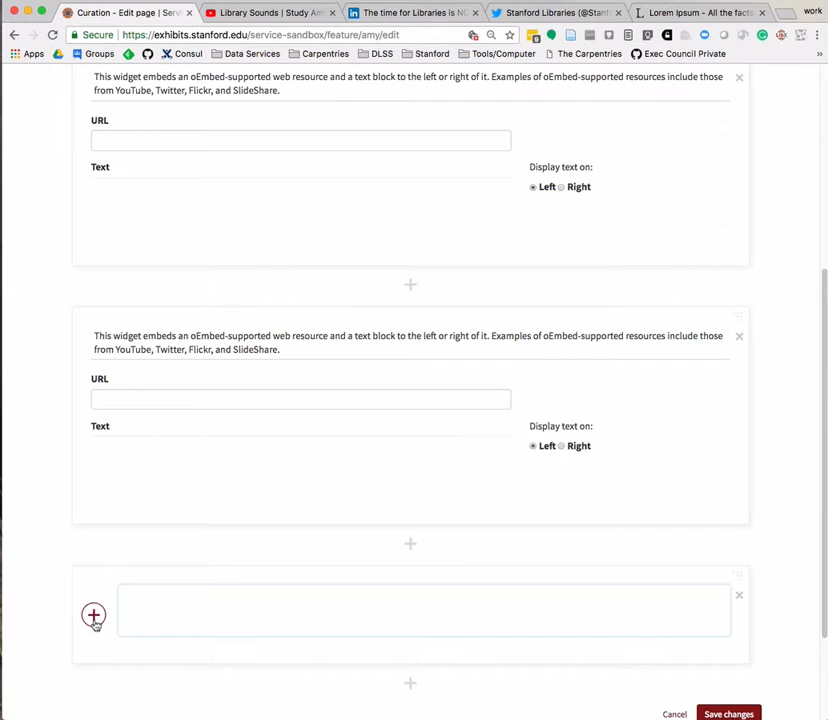 Curation - Edit page | Serv
Library Sounds | Study Am
The time for Libraries is NO
Stanford Libraries (@Stanf
Lorem Ipsum - All the facts
work
Secure
https://exhibits.stanford.edu/service-sandbox/feature/amy/edit
Apps
Groups
Consul
Data Services
Carpentries
DLSS
Stanford
Tools/Computer
The Carpentries
Exec Council Private
This widget embeds an oEmbed-supported web resource and a text block to the left or right of it. Examples of oEmbed-supported resources include those
from YouTube, Twitter, Flickr, and SlideShare.
URL
Text
Display text on:
Left Right
This widget embeds an oEmbed-supported web resource and a text block to the left or right of it. Examples of oEmbed-supported resources include those
from YouTube, Twitter, Flickr, and SlideShare.
URL
Text
Display text on:
Left Right
Cancel
Save changes